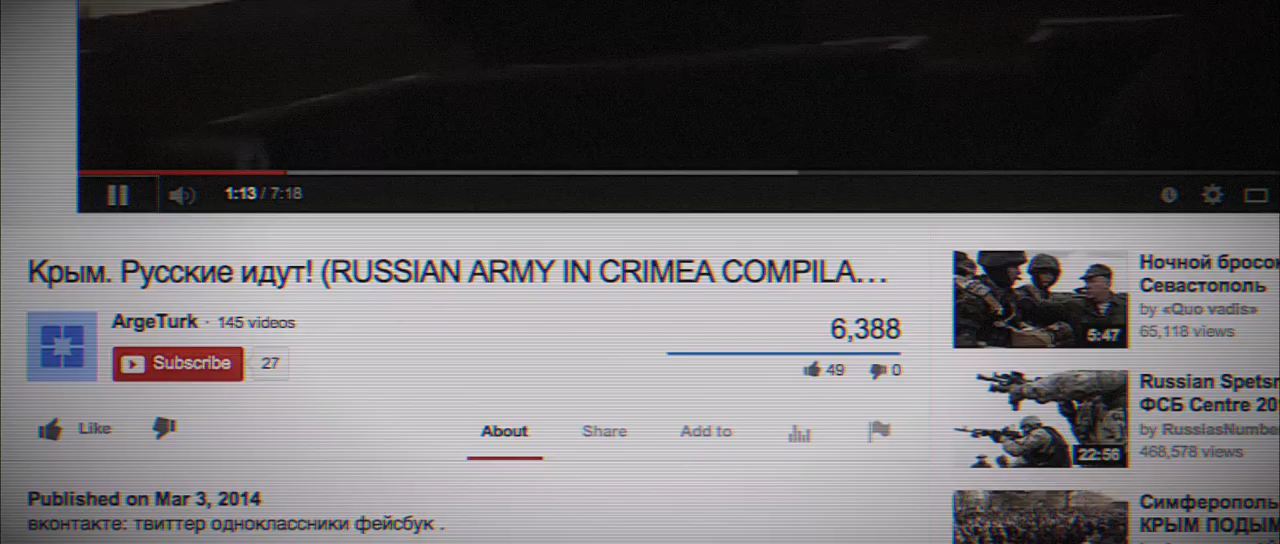 1:13 / 7:18
Крым. Русские идут! (RUSSIAN ARMY IN CRIMEA COMPILA...
ArgeTurk · 145 videos
Subscribe 27
6,388
49 0
Like
About Share Add to
Published on Mar 3, 2014
вконтакте: твиттер одноклассники фейсбук .
Ночной бросок
Севастополь
by «Quo vadis»
65,118 views
5:47
Russian Spetsn
ФСБ Centre 20
by RussiasNumbe
468,578 views
22:56
Симферополь
КРЫМ ПОДЫМ